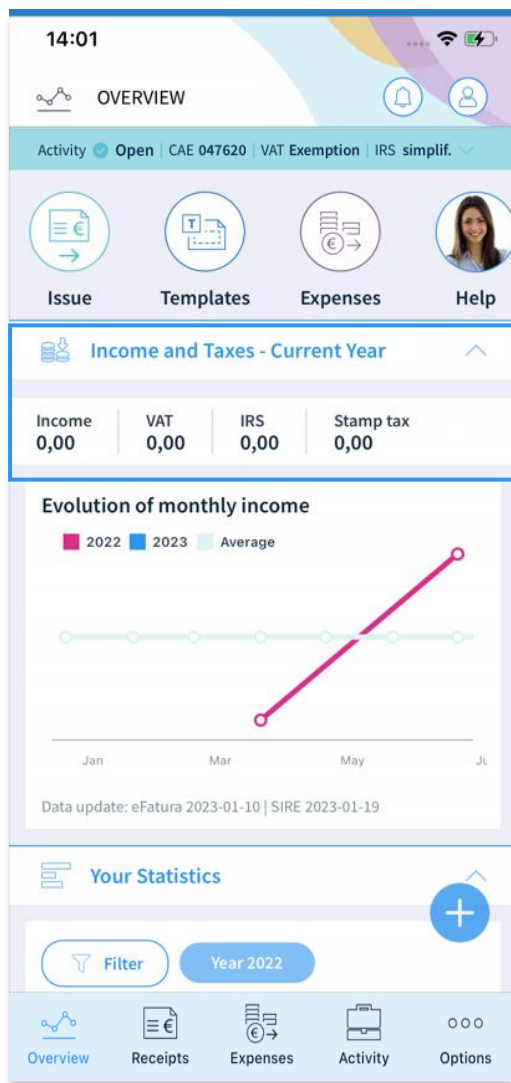 14:01
OVERVIEW
Activity Open | CAE 047620 | VAT Exemption | IRS simplif.
T
€
€
Issue Templates Expenses Help
Income and Taxes - Current Year
Income VAT IRS Stamp tax
0,00 0,00 0,00 0,00
Evolution of monthly income
2022 2023 Average
Jan Mar May
Data update: eFatura 2023-01-10 | SIRE 2023-01-19
Your Statistics
Filter Year 2022
€
€
Overview Receipts Expenses Activity Options